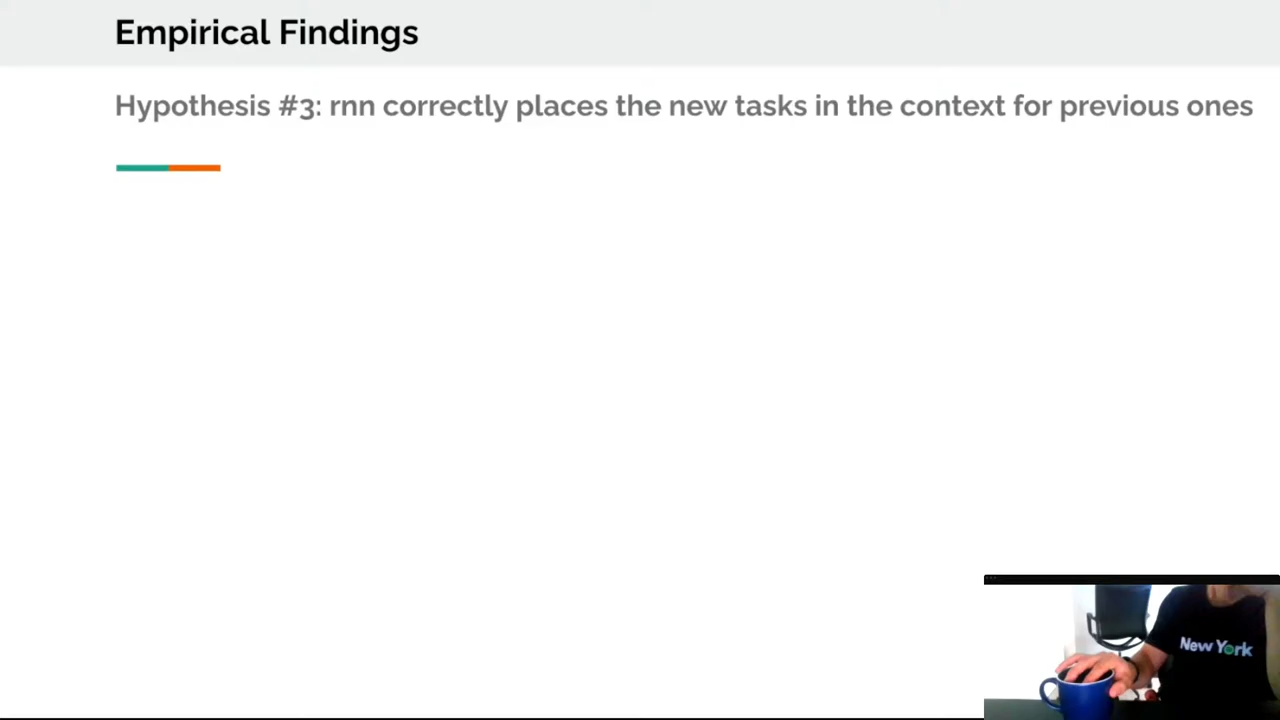 Empirical Findings
Hypothesis #3: rnn correctly places the new tasks in the context for previous ones
New York